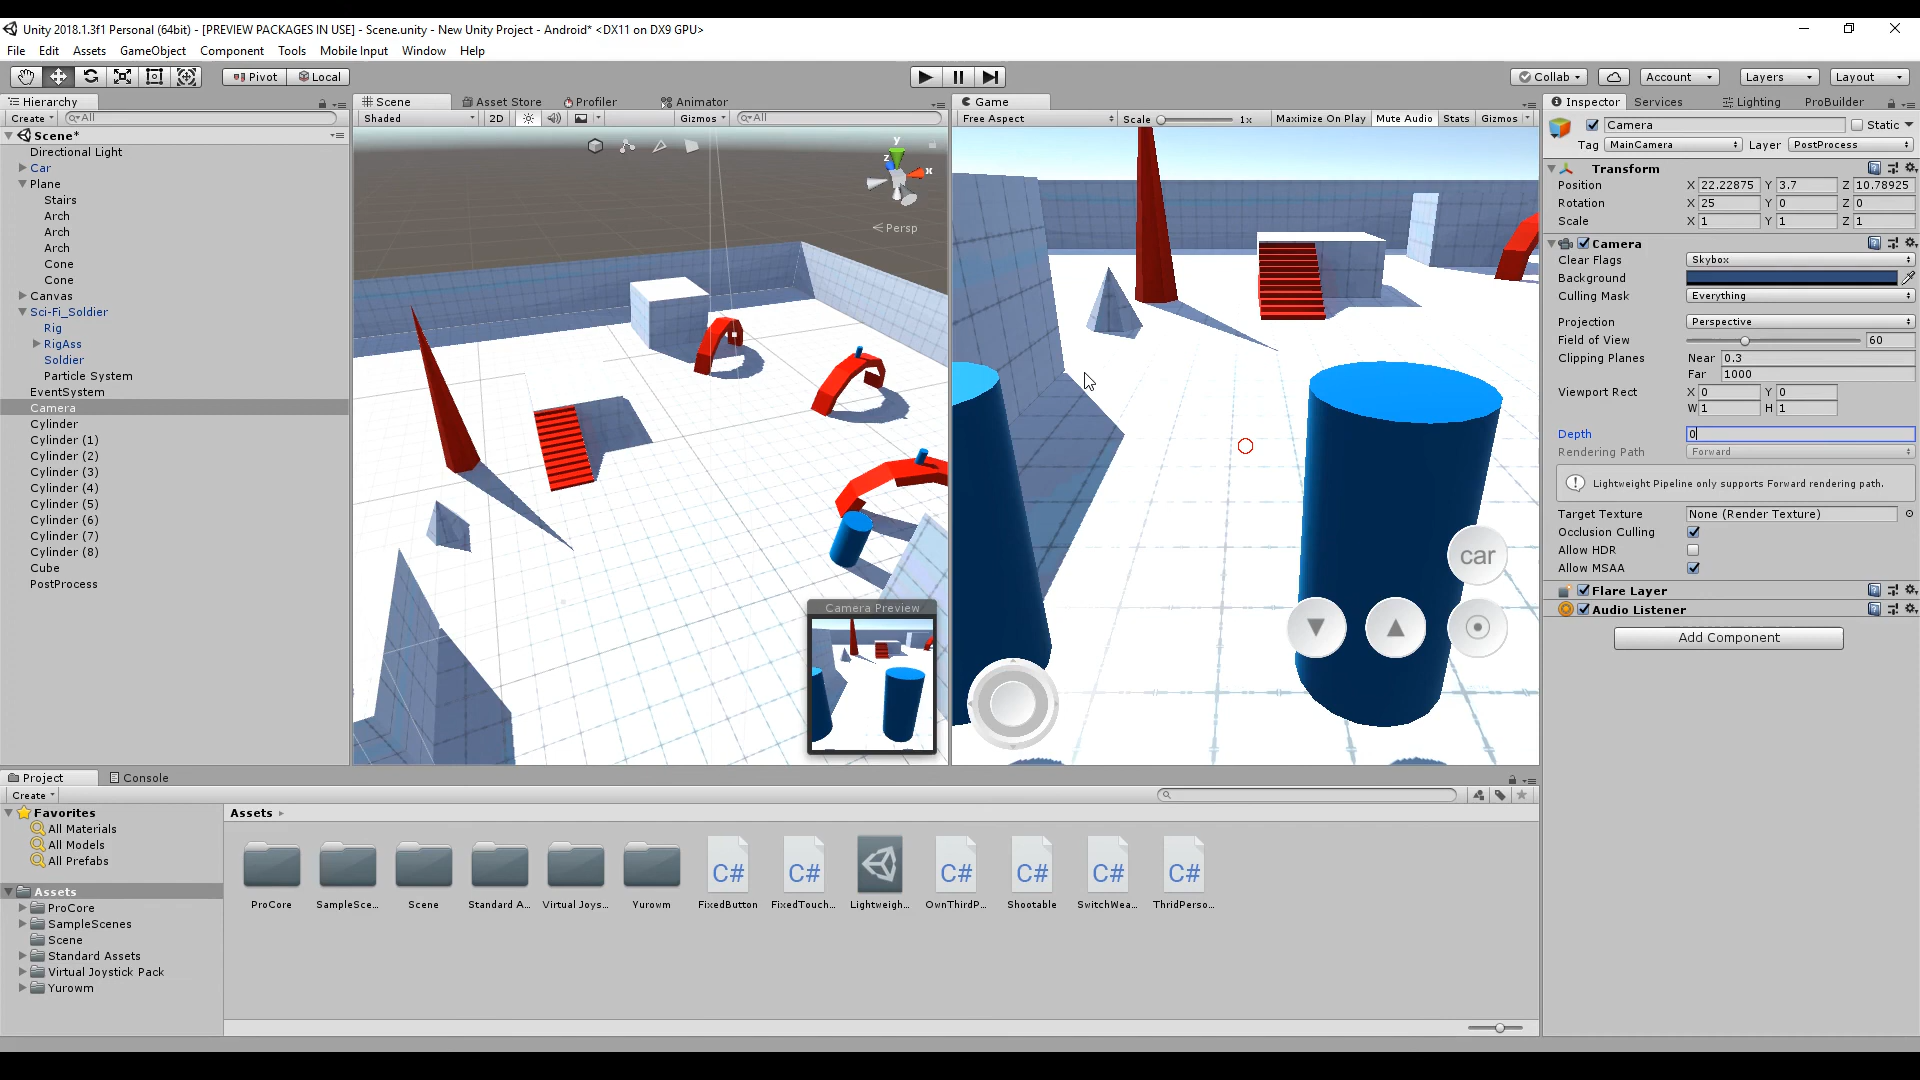 Unity 2018.1.3f1 Personal (64bit) - [PREVIEW PACKAGES IN USE] - Scene.unity - New Unity Project - Android* <DX11 on DX9 GPU>
File Edit Assets GameObject Component Tools Mobile Input Window Help
Pivot Local Collab Account Layers Layout
Hierarchy
Create All
Scene*
Directional Light
Car
Plane
Stairs
Arch
Arch
Arch
Cone
Cone
Canvas
Sci-Fi_Soldier
Rig
RigAss
Soldier
Particle System
EventSystem
Camera
Cylinder
Cylinder (1)
Cylinder (2)
Cylinder (3)
Cylinder (4)
Cylinder (5)
Cylinder (6)
Cylinder (7)
Cylinder (8)
Cube
PostProcess
Scene Asset Store Profiler Animator
Shaded 2D Gizmos All
y
z
x
Persp
Camera Preview
Game
Free Aspect Scale 1x Maximize On Play Mute Audio Stats Gizmos
car
Inspector Services Lighting ProBuilder
Camera Static
Tag MainCamera Layer PostProcess
Transform
Position X 22.22875 Y 3.7 Z 10.78925
Rotation X 25 Y 0 Z 0
Scale X 1 Y 1 Z 1
Camera
Clear Flags Skybox
Background
Culling Mask Everything
Projection Perspective
Field of View 60
Clipping Planes Near 0.3
Far 1000
Viewport Rect X 0 Y 0
W 1 H 1
Depth 0
Rendering Path Forward
Lightweight Pipeline only supports Forward rendering path.
Target Texture None (Render Texture)
Occlusion Culling
Allow HDR
Allow MSAA
Flare Layer
Audio Listener
Add Component
Project Console
Create
Favorites
All Materials
All Models
All Prefabs
Assets
ProCore
SampleScenes
Scene
Standard Assets
Virtual Joystick Pack
Yurowm
Assets
C# C# C# C# C# C#
ProCore SampleSce... Scene Standard A... Virtual Joys... Yurowm FixedButton FixedTouch... Lightweigh... OwnThirdP... Shootable SwitchWea... ThridPerso...